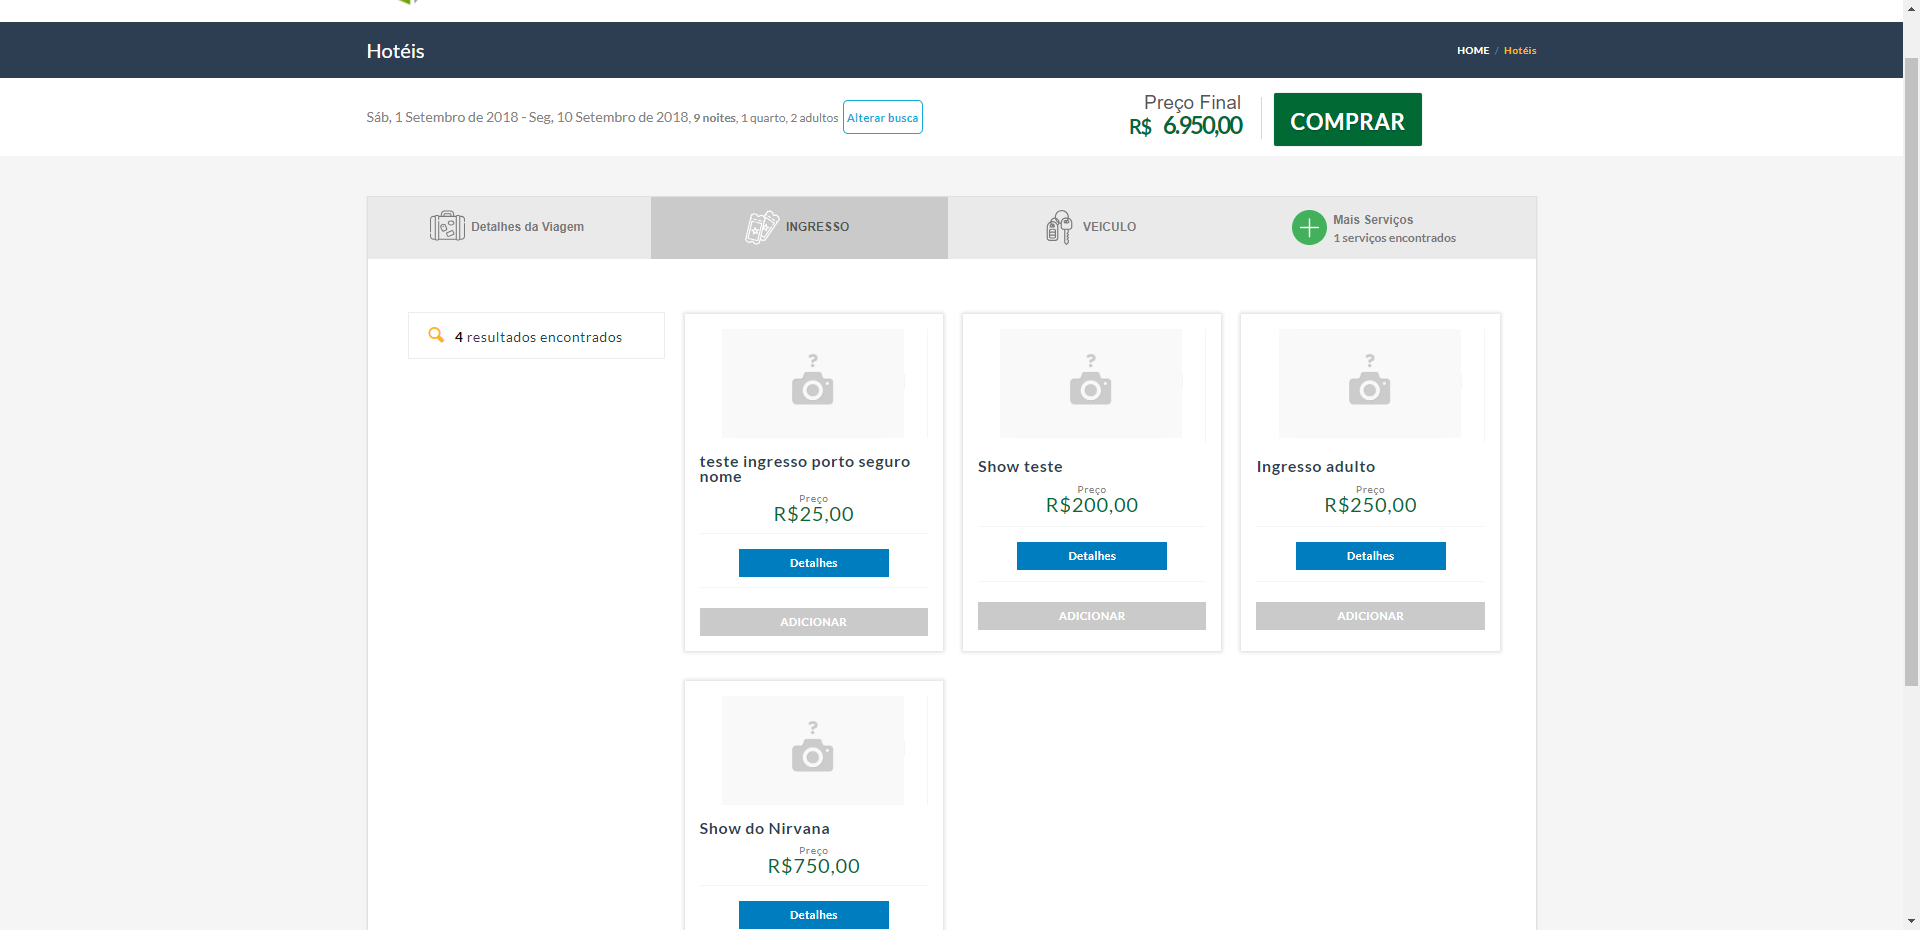 Hotéis
HOME / Hotéis
Sáb, 1 Setembro de 2018 - Seg, 10 Setembro de 2018, 9 noites, 1 quarto, 2 adultos
Alterar busca
Preço Final
R$ 6.950,00
COMPRAR
Detalhes da Viagem
INGRESSO
VEICULO
Mais Serviços
1 serviços encontrados
4 resultados encontrados
?
teste ingresso porto seguro
nome
Preço
R$25,00
Detalhes
ADICIONAR
?
Show teste
Preço
R$200,00
Detalhes
ADICIONAR
?
Ingresso adulto
Preço
R$250,00
Detalhes
ADICIONAR
?
Show do Nirvana
Preço
R$750,00
Detalhes